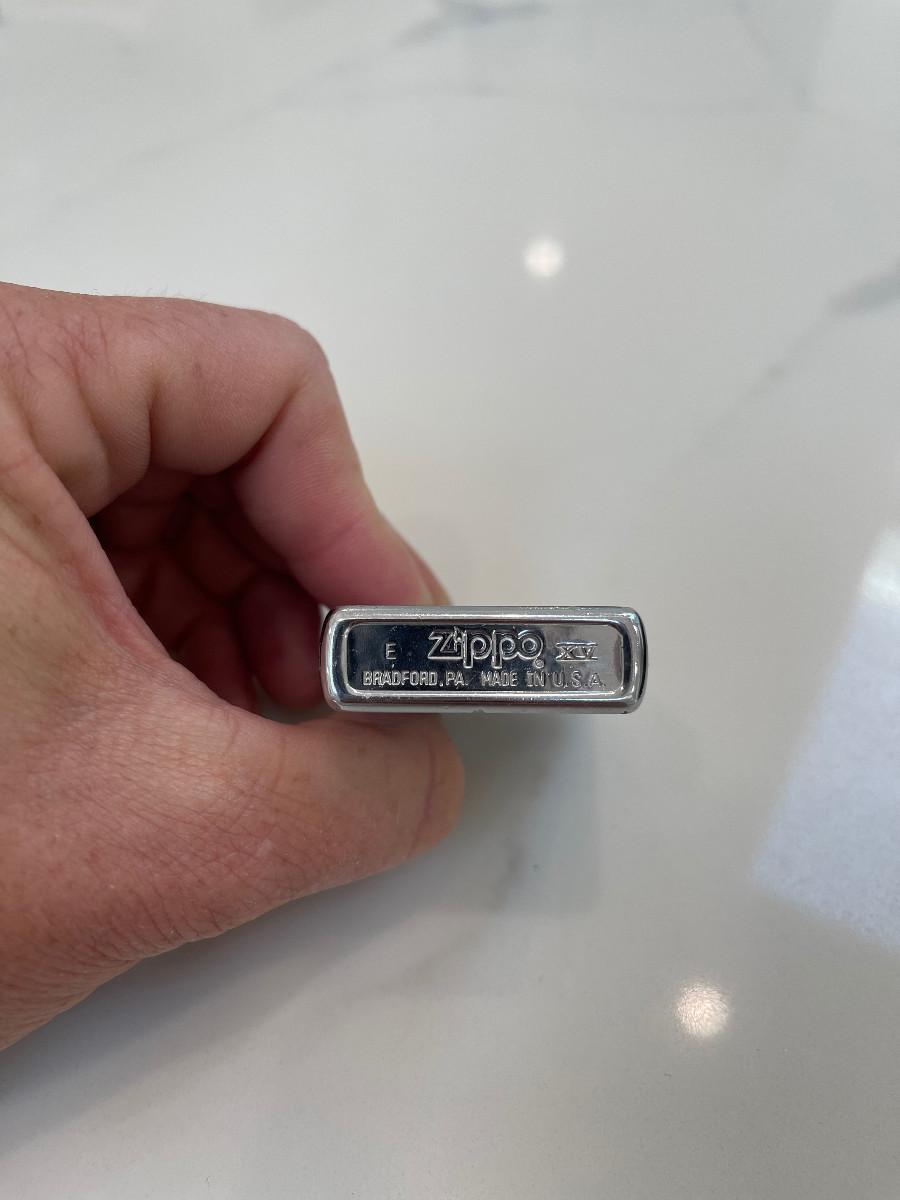 E Zippo® XV
BRADFORD, PA. MADE IN U.S.A.